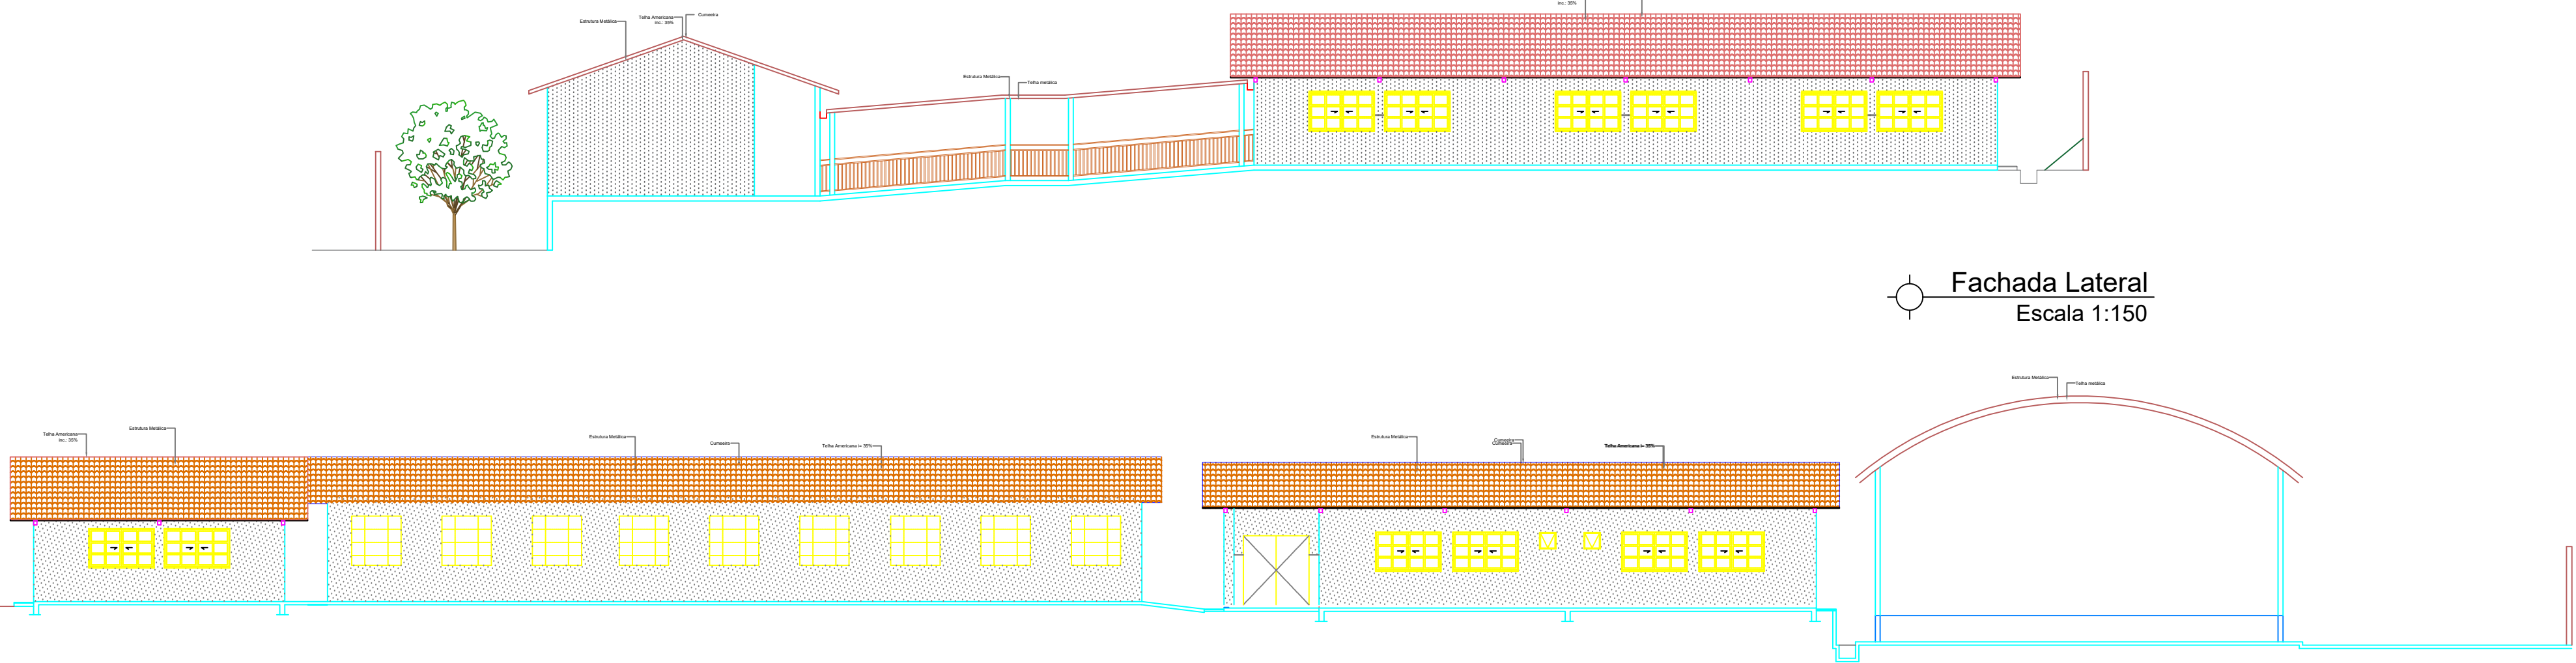 inc.: 35%
Estrutura Metálica
Telha Americana
inc.: 35%
Cumeeira
Estrutura Metálica
Telha metálica
Fachada Lateral
Escala 1:150
Estrutura Metálica
Telha metálica
Telha Americana
inc.: 35%
Estrutura Metálica
Estrutura Metálica
Cumeeira
Telha Americana i= 35%
Estrutura Metálica
Cumeeira
Cumeeira
Telha Americana i= 35%